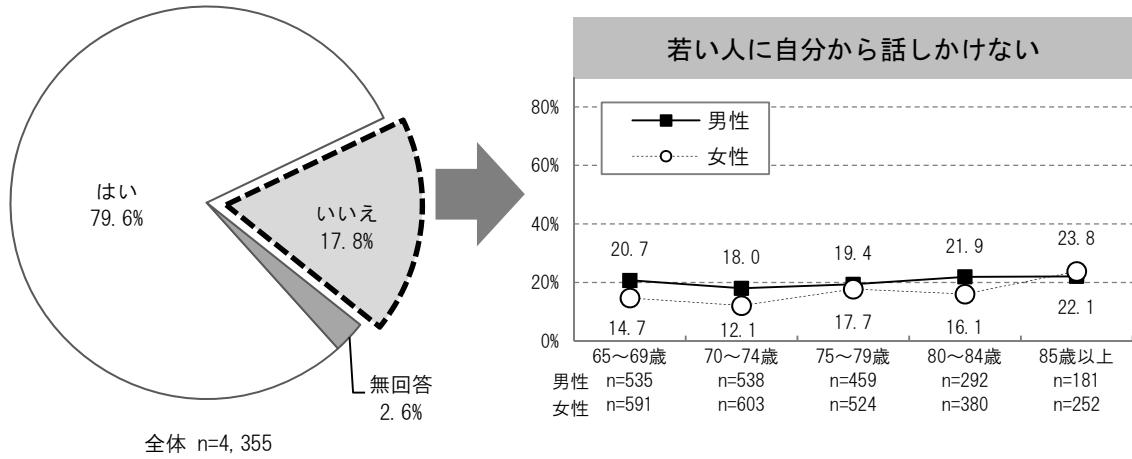 はい
79.6%
いいえ
17.8%
無回答
2.6%
全体 n=4,355
若い人に自分から話しかけない
80%
60%
40%
20%
0%
男性
女性
20.7 18.0 19.4 21.9 23.8
14.7 12.1 17.7 16.1 22.1
65～69歳 70～74歳 75～79歳 80～84歳 85歳以上
男性 n=535 n=538 n=459 n=292 n=181
女性 n=591 n=603 n=524 n=380 n=252